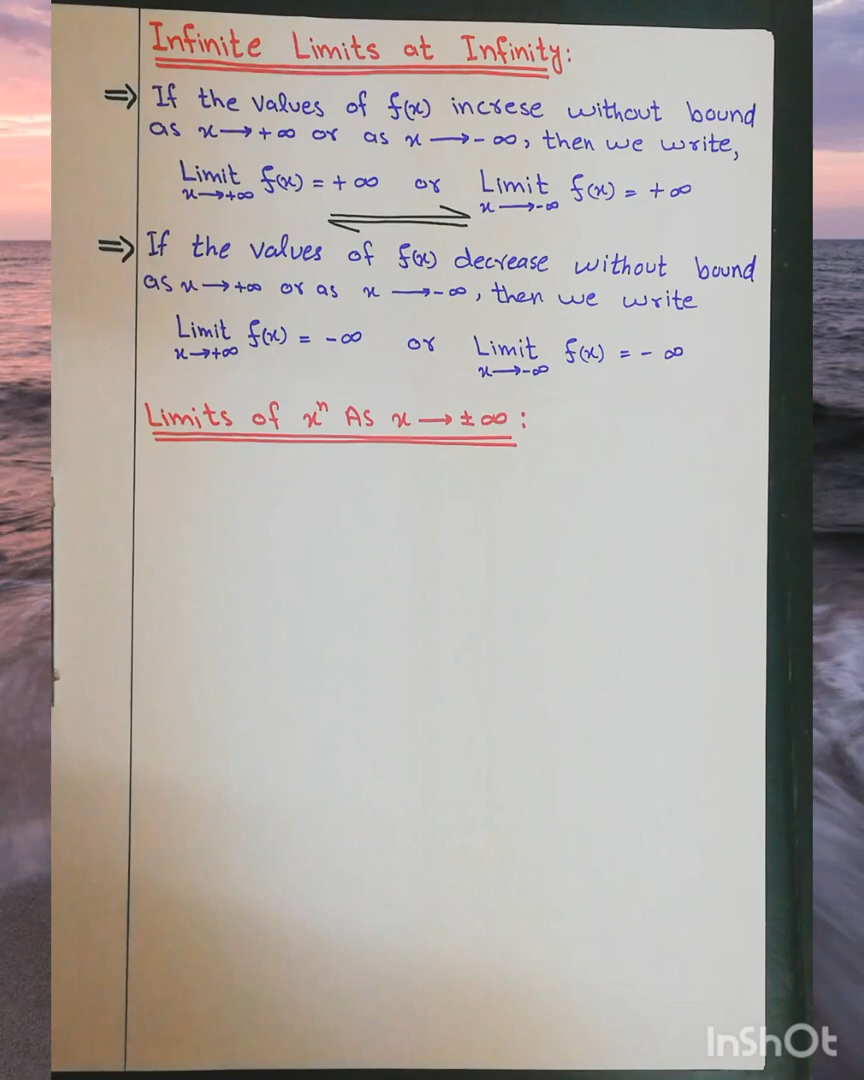 Infinite Limits at Infinity:
⇒ If the values of f(x) increse without bound
as x→+∞ or as x→-∞, then we write,
Limit f(x) = +∞ or Limit f(x) = +∞
x→+∞ x→-∞
⇒ If the values of f(x) decrease without bound
as x→+∞ or as x→-∞, then we write
Limit f(x) = -∞ or Limit f(x) = -∞
x→+∞ x→-∞
Limits of xⁿ As x→±∞:
InShOt